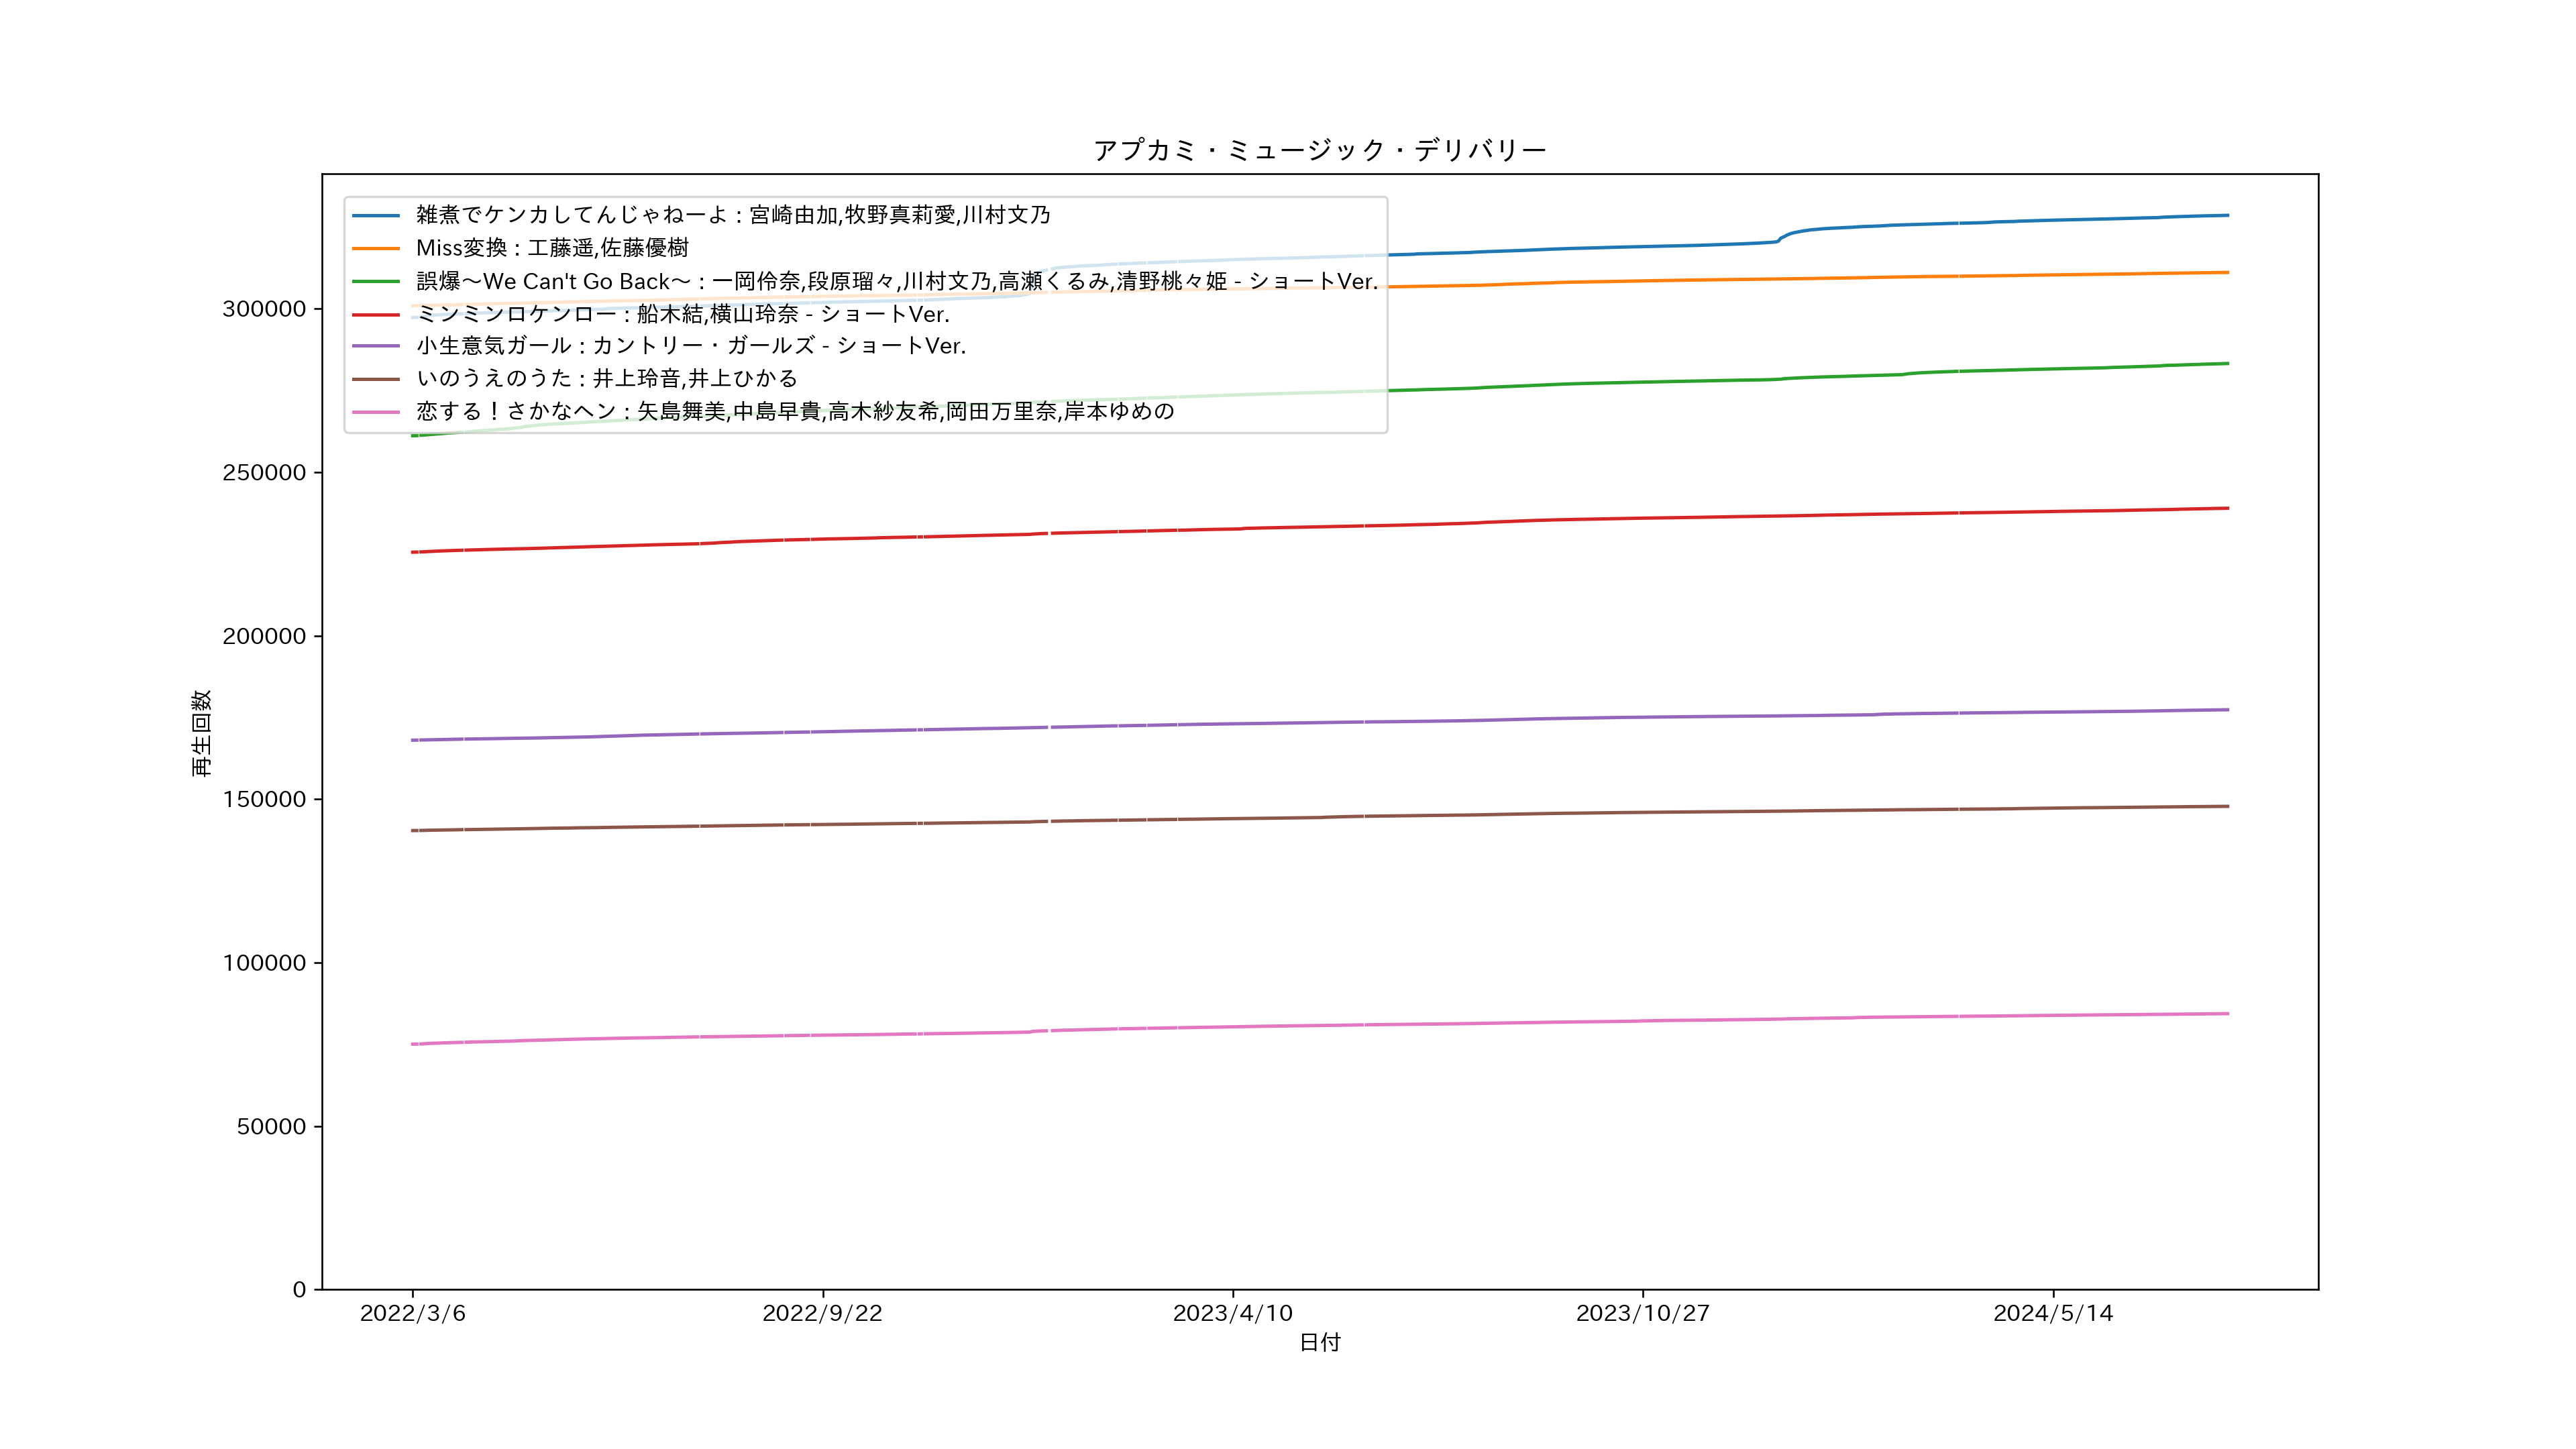 アプカミ・ミュージック・デリバリー
雑煮でケンカしてんじゃねーよ : 宮崎由加,牧野真莉愛,川村文乃
Miss変換 : 工藤遥,佐藤優樹
誤爆～We Can't Go Back～ : 一岡伶奈,段原瑠々,川村文乃,高瀬くるみ,清野桃々姫 - ショートVer.
ミンミンロケンロー : 船木結,横山玲奈 - ショートVer.
小生意気ガール : カントリー・ガールズ - ショートVer.
いのうえのうた : 井上玲音,井上ひかる
恋する！さかなヘン : 矢島舞美,中島早貴,高木紗友希,岡田万里奈,岸本ゆめの
300000
250000
200000
150000
100000
50000
0
再生回数
2022/3/6
2022/9/22
2023/4/10
2023/10/27
2024/5/14
日付